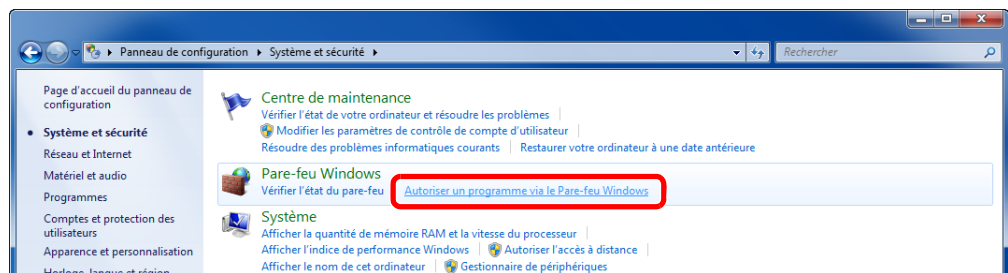 Panneau de configuration ▸ Système et sécurité ▸
Rechercher
Page d'accueil du panneau de
configuration
Système et sécurité
Réseau et Internet
Matériel et audio
Programmes
Comptes et protection des
utilisateurs
Apparence et personnalisation
Horloge, langue et région
Centre de maintenance
Vérifier l'état de votre ordinateur et résoudre les problèmes
Modifier les paramètres de contrôle de compte d'utilisateur
Résoudre des problèmes informatiques courants | Restaurer votre ordinateur à une date antérieure
Pare-feu Windows
Vérifier l'état du pare-feu | Autoriser un programme via le Pare-feu Windows
Système
Afficher la quantité de mémoire RAM et la vitesse du processeur
Afficher l'indice de performance Windows | Autoriser l'accès à distance
Afficher le nom de cet ordinateur | Gestionnaire de périphériques